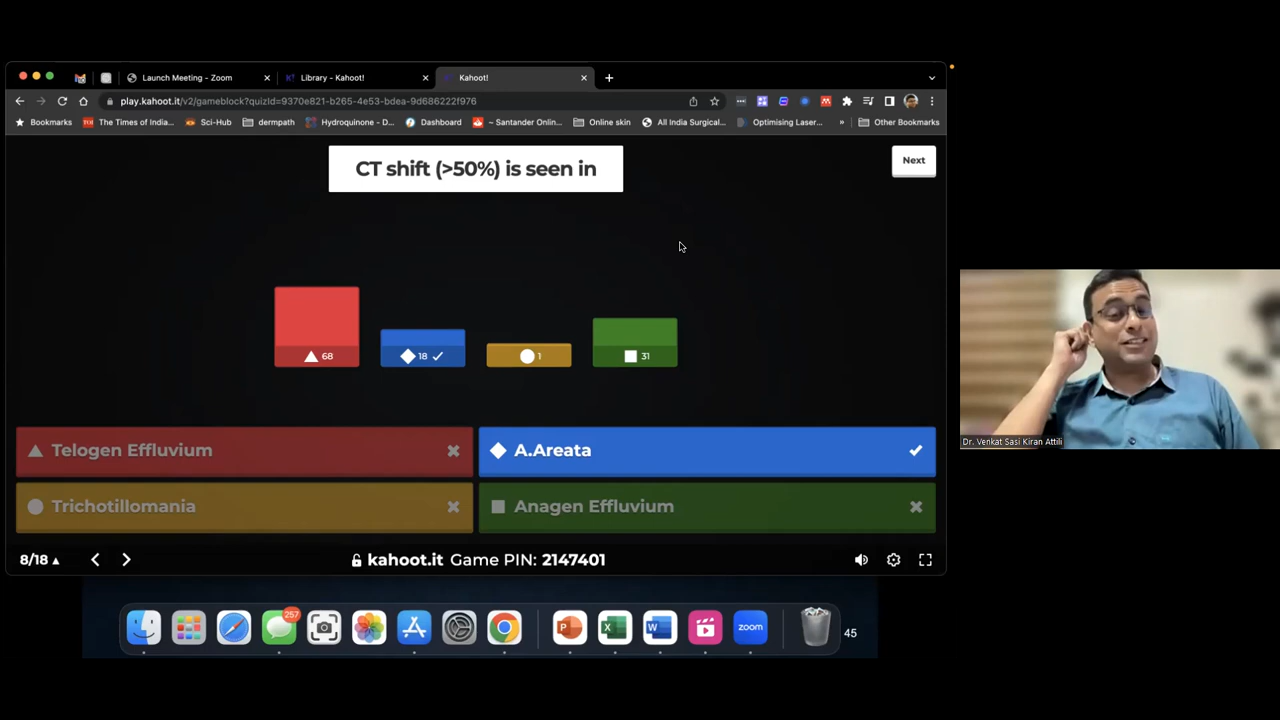 Launch Meeting - Zoom
Library - Kahoot!
Kahoot!
play.kahoot.it/v2/gameblock?quizId=9370e821-b265-4e53-bdea-9d686222f976
Bookmarks
TOI The Times of India...
Sci-Hub
dermpath
Hydroquinone - D...
Dashboard
~ Santander Onlin...
Online skin
All India Surgical...
Optimising Laser...
»
Other Bookmarks
CT shift (>50%) is seen in
Next
68
18
1
31
Telogen Effluvium
A.Areata
Trichotillomania
Anagen Effluvium
8/18
kahoot.it Game PIN: 2147401
Dr. Venkat Sasi Kiran Attili
257
P
X
W
zoom
45